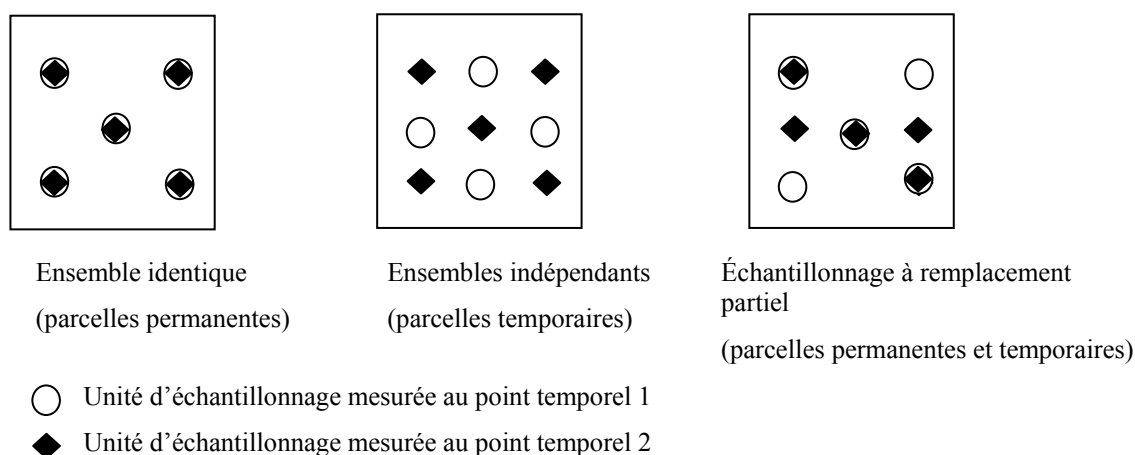 Ensemble identique
(parcelles permanentes)
Ensembles indépendants
(parcelles temporaires)
Échantillonnage à remplacement
partiel
(parcelles permanentes et temporaires)
Unité d’échantillonnage mesurée au point temporel 1
Unité d’échantillonnage mesurée au point temporel 2